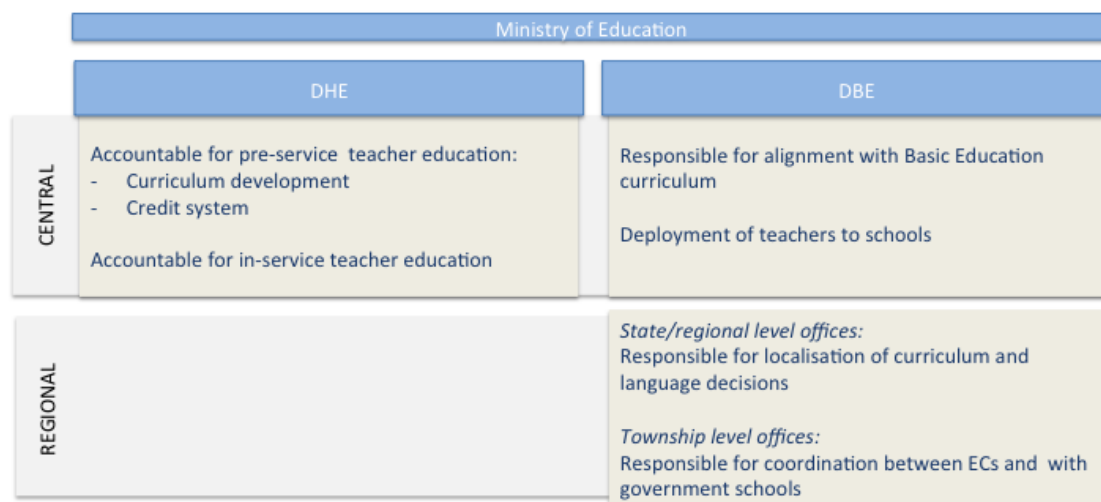 Ministry of Education
DHE
DBE
CENTRAL
Accountable for pre-service teacher education:
- Curriculum development
- Credit system
Accountable for in-service teacher education
Responsible for alignment with Basic Education
curriculum
Deployment of teachers to schools
REGIONAL
State/regional level offices:
Responsible for localisation of curriculum and
language decisions
Township level offices:
Responsible for coordination between ECs and with
government schools